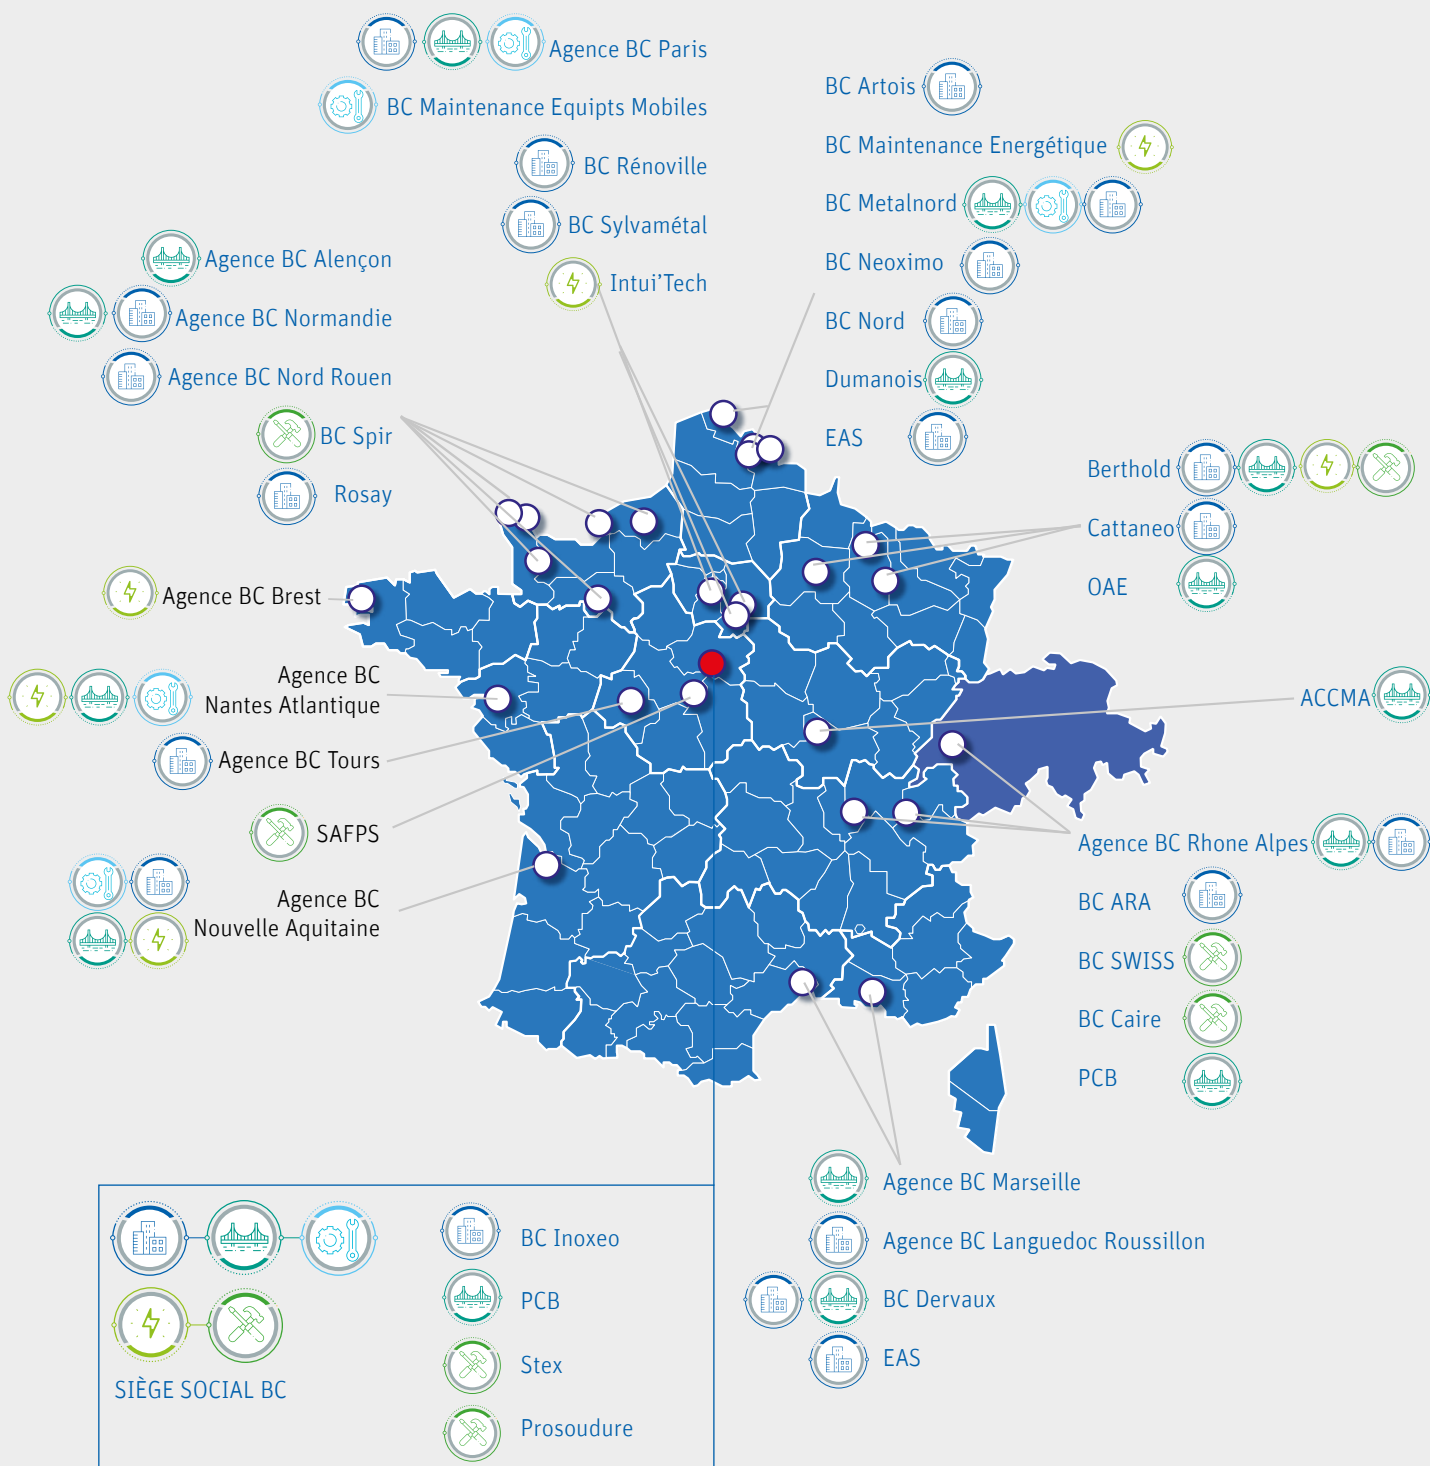 Agence BC Paris
BC Maintenance Equipts Mobiles
BC Rénoville
BC Sylvamétal
Intui'Tech
BC Artois
BC Maintenance Energétique
BC Metalnord
BC Neoximo
BC Nord
Dumanois
EAS
Agence BC Alençon
Agence BC Normandie
Agence BC Nord Rouen
BC Spir
Rosay
Berthold
Cattaneo
OAE
Agence BC Brest
Agence BC
Nantes Atlantique
Agence BC Tours
SAFPS
Agence BC
Nouvelle Aquitaine
ACCMA
Agence BC Rhone Alpes
BC ARA
BC SWISS
BC Caire
PCB
Agence BC Marseille
Agence BC Languedoc Roussillon
BC Dervaux
EAS
SIÈGE SOCIAL BC
BC Inoxeo
PCB
Stex
Prosoudure